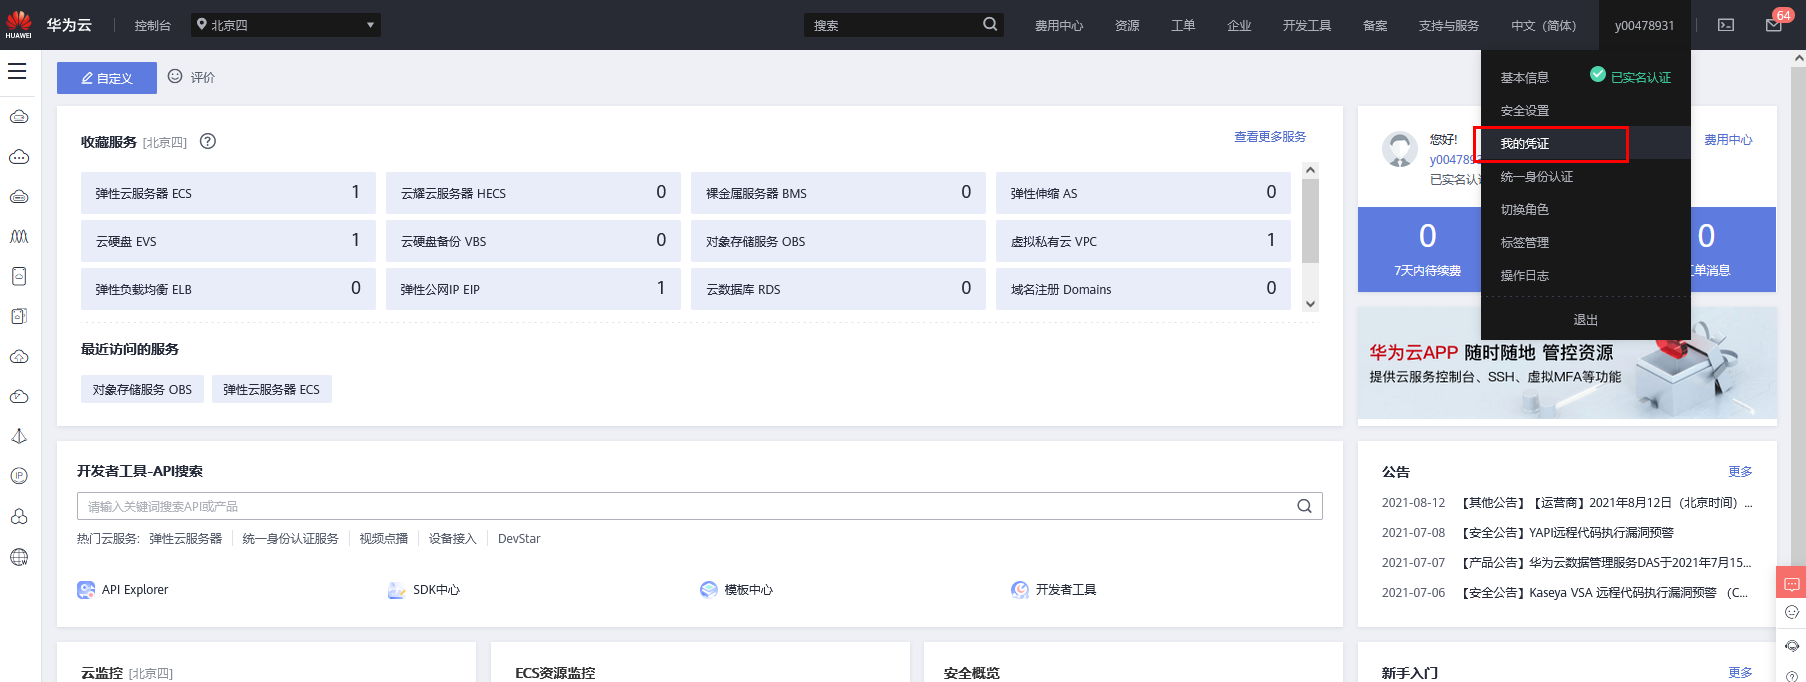 HUAWEI
华为云
控制台
北京四
搜索
费用中心
资源
工单
企业
开发工具
备案
支持与服务
中文（简体）
y00478931
64
自定义
评价
基本信息
已实名认证
安全设置
我的凭证
统一身份认证
切换角色
标签管理
操作日志
退出
收藏服务 [北京四]
查看更多服务
弹性云服务器 ECS 1
云耀云服务器 HECS 0
裸金属服务器 BMS 0
弹性伸缩 AS 0
云硬盘 EVS 1
云硬盘备份 VBS 0
对象存储服务 OBS
虚拟私有云 VPC 1
弹性负载均衡 ELB 0
弹性公网IP EIP 1
云数据库 RDS 0
域名注册 Domains 0
最近访问的服务
对象存储服务 OBS
弹性云服务器 ECS
您好!
费用中心
y004789
已实名认
0
7天内待续费
0
工单消息
华为云APP 随时随地 管控资源
提供云服务控制台、SSH、虚拟MFA等功能
开发者工具-API搜索
请输入关键词搜索API或产品
热门云服务: 弹性云服务器 统一身份认证服务 视频点播 设备接入 DevStar
API Explorer
SDK中心
模板中心
开发者工具
公告
更多
2021-08-12 【其他公告】【运营商】2021年8月12日（北京时间）...
2021-07-08 【安全公告】YAPI远程代码执行漏洞预警
2021-07-07 【产品公告】华为云数据管理服务DAS于2021年7月15...
2021-07-06 【安全公告】Kaseya VSA 远程代码执行漏洞预警 （C...
IP
云监控 [北京四]
ECS资源监控
安全概览
新手入门
更多